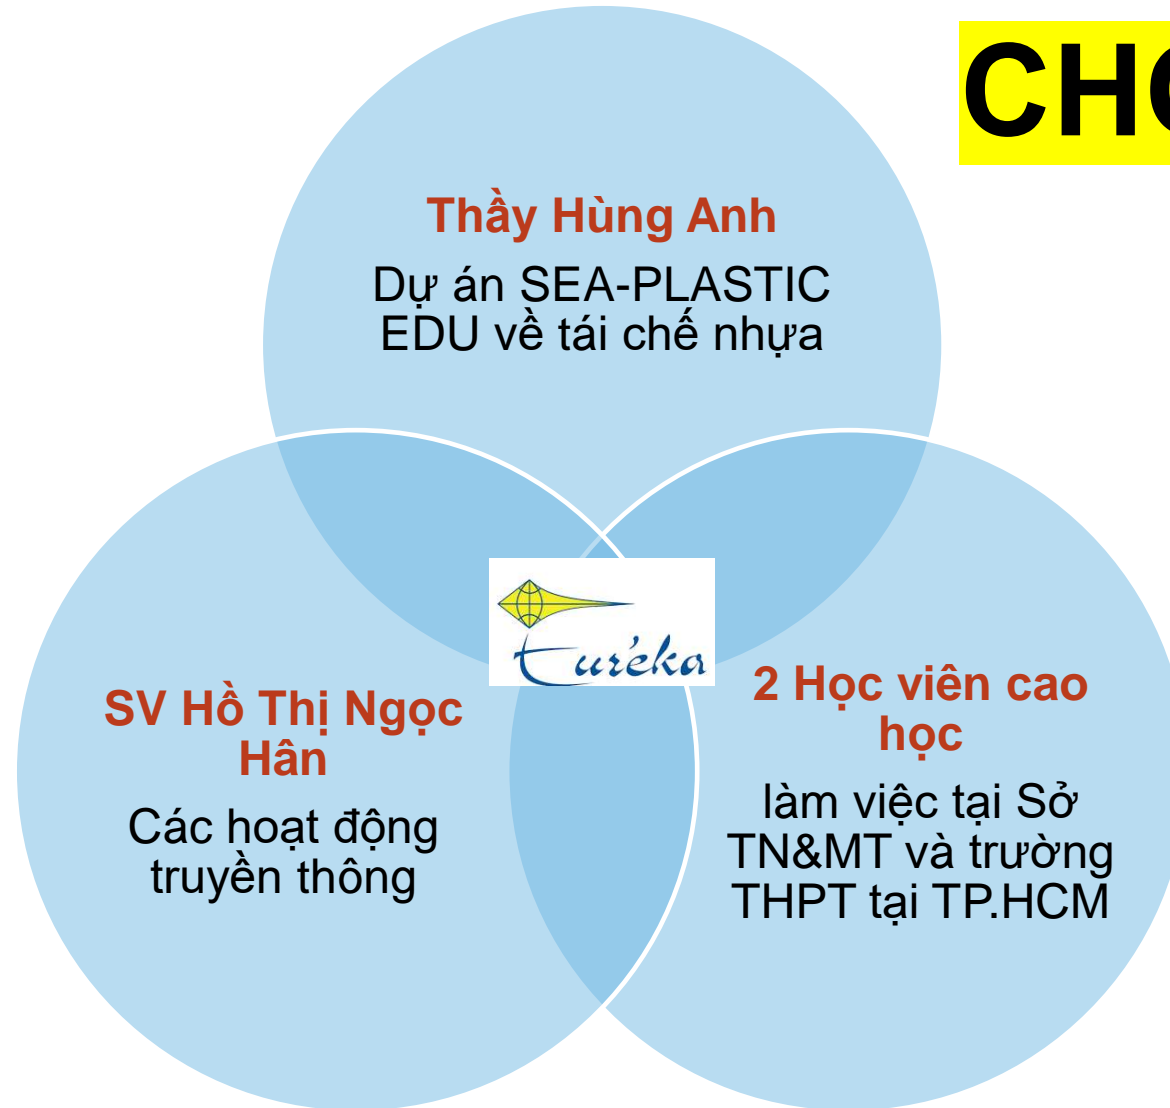 CHO
Thầy Hùng Anh
Dự án SEA-PLASTIC
EDU về tái chế nhựa
Eureka
SV Hồ Thị Ngọc
Hân
Các hoạt động
truyền thông
2 Học viên cao
học
làm việc tại Sở
TN&MT và trường
THPT tại TP.HCM